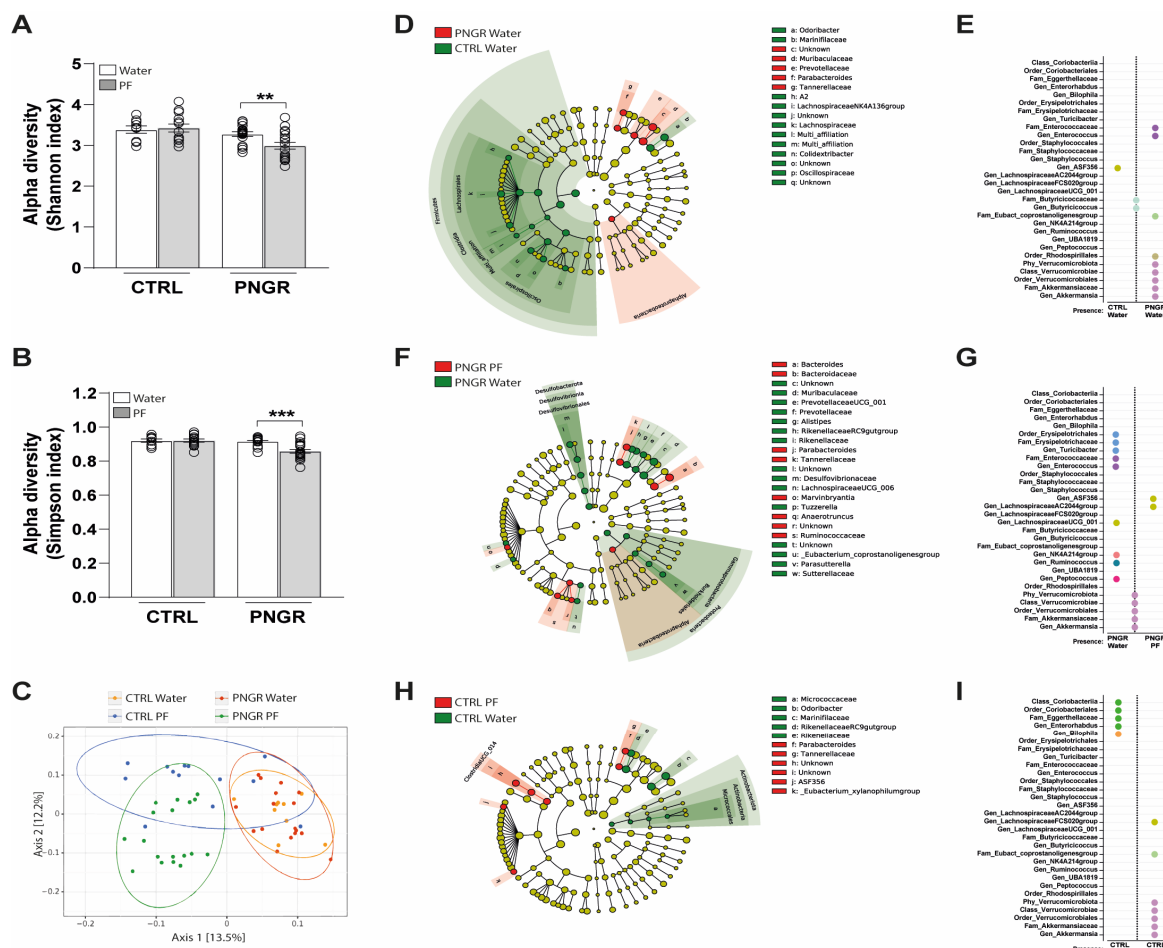 A
Alpha diversity
(Shannon index)
5
4
3
2
1
0
Water
PF
**
CTRL
PNGR
B
Alpha diversity
(Simpson index)
1.2
1.0
0.8
0.6
0.4
0.2
0.0
Water
PF
***
CTRL
PNGR
C
CTRL Water
PNGR Water
CTRL PF
PNGR PF
Axis 2 [12.2%]
0.2
0.1
0
−0.1
−0.2
−0.1
0
0.1
Axis 1 [13.5%]
D
PNGR Water
CTRL Water
Firmicutes
Clostridia
Lachnospirales
Multi_affiliation
Oscillospirales
Alphaproteobacteria
a: Odoribacter
b: Marinifilaceae
c: Unknown
d: Muribaculaceae
e: Prevotellaceae
f: Parabacteroides
g: Tannerellaceae
h: A2
i: LachnospiraceaeNK4A136group
j: Unknown
k: Lachnospiraceae
l: Multi_affiliation
m: Multi_affiliation
n: Colidextribacter
o: Unknown
p: Oscillospiraceae
q: Unknown
E
Class_Coriobacteriia
Order_Coriobacteriales
Fam_Eggerthellaceae
Gen_Enterorhabdus
Gen_Bilophila
Order_Erysipelotrichales
Fam_Erysipelotrichaceae
Gen_Turicibacter
Fam_Enterococcaceae
Gen_Enterococcus
Order_Staphylococcales
Fam_Staphylococcaceae
Gen_Staphylococcus
Gen_ASF356
Gen_LachnospiraceaeAC2044group
Gen_LachnospiraceaeFCS020group
Gen_LachnospiraceaeUCG_001
Fam_Butyricicoccaceae
Gen_Butyricicoccus
Fam_Eubact_coprostanoligenesgroup
Gen_NK4A214group
Gen_Ruminococcus
Gen_UBA1819
Gen_Peptococcus
Order_Rhodospirillales
Phy_Verrucomicrobiota
Class_Verrucomicrobiae
Order_Verrucomicrobiales
Fam_Akkermansiaceae
Gen_Akkermansia
Presence:
CTRL
Water
PNGR
Water
F
PNGR PF
PNGR Water
Desulfobacterota
Desulfovibrionia
Desulfovibrionales
Gammaproteobacteria
Burkholderiales
Proteobacteria
Alphaproteobacteria
a: Bacteroides
b: Bacteroidaceae
c: Unknown
d: Muribaculaceae
e: PrevotellaceaeUCG_001
f: Prevotellaceae
g: Alistipes
h: RikenellaceaeRC9gutgroup
i: Rikenellaceae
j: Parabacteroides
k: Tannerellaceae
l: Unknown
m: Desulfovibrionaceae
n: LachnospiraceaeUCG_006
o: Marvinbryantia
p: Tuzzerella
q: Anaerotruncus
r: Unknown
s: Ruminococcaceae
t: Unknown
u: _Eubacterium_coprostanoligenesgroup
v: Parasutterella
w: Sutterellaceae
G
Class_Coriobacteriia
Order_Coriobacteriales
Fam_Eggerthellaceae
Gen_Enterorhabdus
Gen_Bilophila
Order_Erysipelotrichales
Fam_Erysipelotrichaceae
Gen_Turicibacter
Fam_Enterococcaceae
Gen_Enterococcus
Order_Staphylococcales
Fam_Staphylococcaceae
Gen_Staphylococcus
Gen_ASF356
Gen_LachnospiraceaeAC2044group
Gen_LachnospiraceaeFCS020group
Gen_LachnospiraceaeUCG_001
Fam_Butyricicoccaceae
Gen_Butyricicoccus
Fam_Eubact_coprostanoligenesgroup
Gen_NK4A214group
Gen_Ruminococcus
Gen_UBA1819
Gen_Peptococcus
Order_Rhodospirillales
Phy_Verrucomicrobiota
Class_Verrucomicrobiae
Order_Verrucomicrobiales
Fam_Akkermansiaceae
Gen_Akkermansia
Presence:
PNGR
Water
PNGR
PF
H
CTRL PF
CTRL Water
ClostridiaUCG_014
Actinobacteriota
Actinobacteria
Micrococcales
a: Micrococcaceae
b: Odoribacter
c: Marinifilaceae
d: RikenellaceaeRC9gutgroup
e: Rikenellaceae
f: Parabacteroides
g: Tannerellaceae
h: Unknown
i: Unknown
j: ASF356
k: _Eubacterium_xylanophilumgroup
I
Class_Coriobacteriia
Order_Coriobacteriales
Fam_Eggerthellaceae
Gen_Enterorhabdus
Gen_Bilophila
Order_Erysipelotrichales
Fam_Erysipelotrichaceae
Gen_Turicibacter
Fam_Enterococcaceae
Gen_Enterococcus
Order_Staphylococcales
Fam_Staphylococcaceae
Gen_Staphylococcus
Gen_ASF356
Gen_LachnospiraceaeAC2044group
Gen_LachnospiraceaeFCS020group
Gen_LachnospiraceaeUCG_001
Fam_Butyricicoccaceae
Gen_Butyricicoccus
Fam_Eubact_coprostanoligenesgroup
Gen_NK4A214group
Gen_Ruminococcus
Gen_UBA1819
Gen_Peptococcus
Order_Rhodospirillales
Phy_Verrucomicrobiota
Class_Verrucomicrobiae
Order_Verrucomicrobiales
Fam_Akkermansiaceae
Gen_Akkermansia
CTRL
CTRL